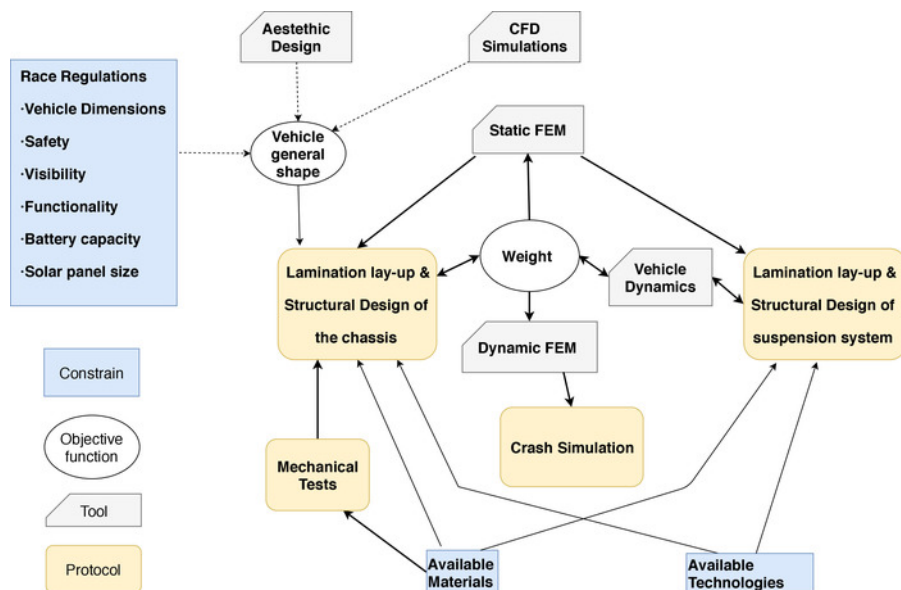 Aestethic
Design
CFD
Simulations
Race Regulations
·Vehicle Dimensions
·Safety
·Visibility
·Functionality
·Battery capacity
·Solar panel size
Vehicle
general
shape
Static FEM
Lamination lay-up &
Structural Design of
the chassis
Weight
Vehicle
Dynamics
Lamination lay-up &
Structural Design of
suspension system
Dynamic FEM
Constrain
Objective
function
Crash Simulation
Mechanical
Tests
Tool
Protocol
Available
Materials
Available
Technologies